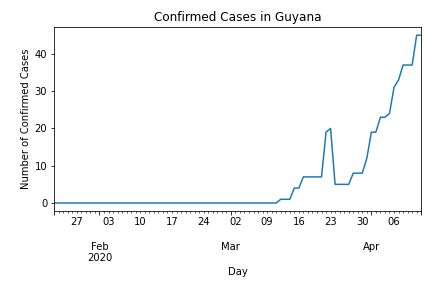 Confirmed Cases in Guyana
Number of Confirmed Cases
40
30
20
10
0
27 03 10 17 24 02 09 16 23 30 06
Feb Mar Apr
2020
Day